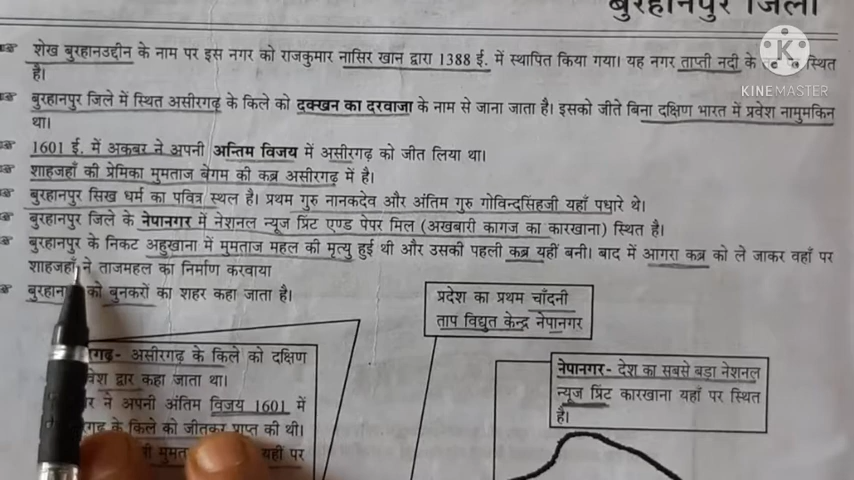 बुरहानपुर जिला
KINEMASTER
शेख बुरहानउद्दीन के नाम पर इस नगर को राजकुमार नासिर खान द्वारा 1388 ई. में स्थापित किया गया। यह नगर ताप्ती नदी के स्थित
है।
बुरहानपुर जिले में स्थित असीरगढ़ के किले को दक्खन का दरवाजा के नाम से जाना जाता है। इसको जीते बिना दक्षिण भारत में प्रवेश नामुमकिन
था।
1601 ई. में अकबर ने अपनी अन्तिम विजय में असीरगढ़ को जीत लिया था।
शाहजहाँ की प्रेमिका मुमताज बेगम की कब्र असीरगढ़ में है।
बुरहानपुर सिख धर्म का पवित्र स्थल है। प्रथम गुरु नानकदेव और अंतिम गुरु गोविन्दसिंहजी यहाँ पधारे थे।
बुरहानपुर जिले के नेपानगर में नेशनल न्यूज प्रिंट एण्ड पेपर मिल (अखबारी कागज का कारखाना) स्थित है।
बुरहानपुर के निकट अहुखाना में मुमताज महल की मृत्यु हुई थी और उसकी पहली कब्र यहीं बनी। बाद में आगरा कब्र को ले जाकर वहाँ पर
शाहजहाँ ने ताजमहल का निर्माण करवाया
को बुनकरों का शहर कहा जाता है।
प्रदेश का प्रथम चाँदनी
ताप विद्युत केन्द्र नेपानगर
असीरगढ़ के किले को दक्षिण
द्वार कहा जाता था।
ने अपनी अंतिम विजय 1601 में
के किले को जीतकर प्राप्त की थी।
यही पर
नेपानगर- देश का सबसे बड़ा नेशनल
न्यूज प्रिंट कारखाना यहाँ पर स्थित
है।